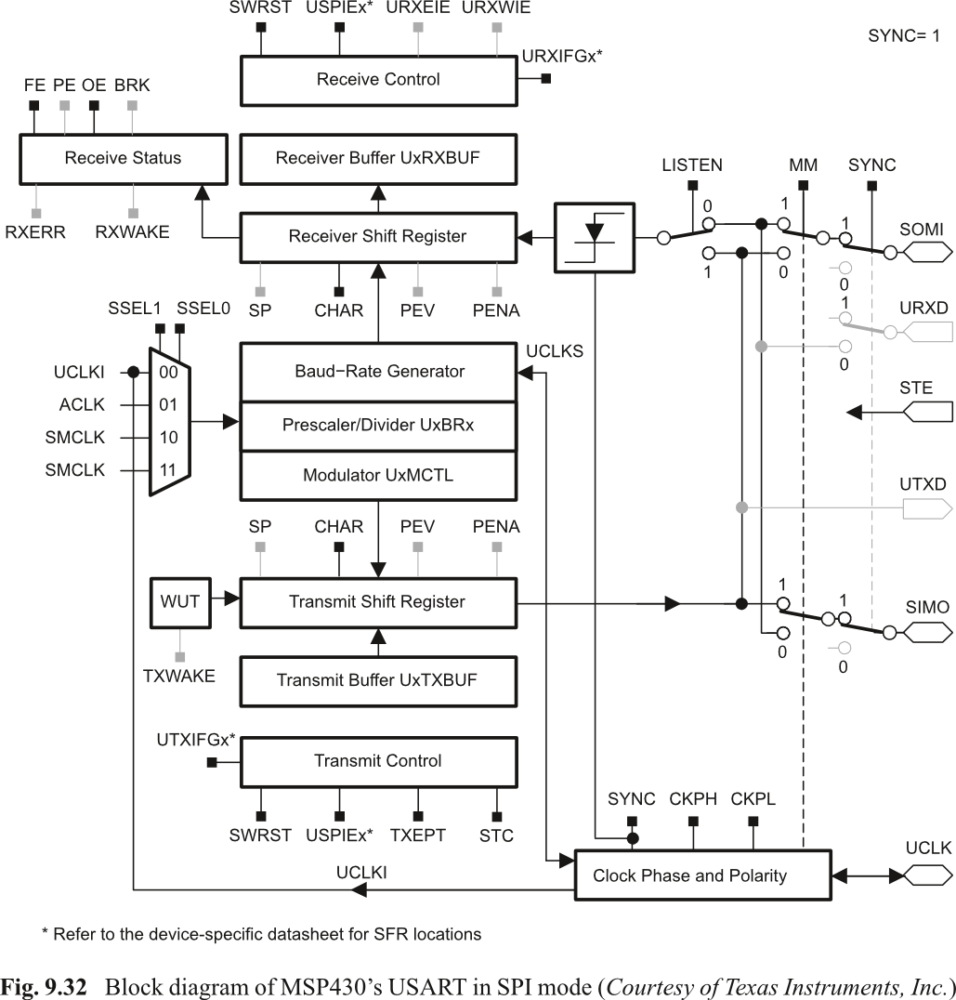 SWRST USPIEx* URXEIE URXWIE
SYNC= 1
Receive Control
URXIFGx*
FE PE OE BRK
Receive Status
Receiver Buffer UxRXBUF
LISTEN MM SYNC
RXERR RXWAKE
Receiver Shift Register
0 1 1 SOMI
1 0 0
SP CHAR PEV PENA
SSEL1 SSEL0
1 URXD
0
UCLKS
UCLKI 00
ACLK 01
SMCLK 10
SMCLK 11
Baud−Rate Generator
Prescaler/Divider UxBRx
Modulator UxMCTL
STE
UTXD
SP CHAR PEV PENA
WUT
Transmit Shift Register
1 1 SIMO
0 0
TXWAKE
Transmit Buffer UxTXBUF
UTXIFGx*
Transmit Control
SWRST USPIEx* TXEPT STC
SYNC CKPH CKPL
UCLKI
Clock Phase and Polarity
UCLK
* Refer to the device-specific datasheet for SFR locations
Fig. 9.32 Block diagram of MSP430’s USART in SPI mode (Courtesy of Texas Instruments, Inc.)